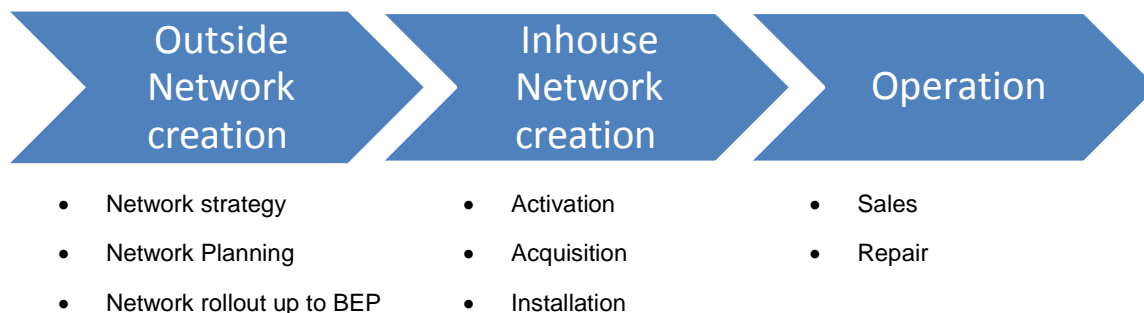 Outside
Network
creation
Inhouse
Network
creation
Operation
• Network strategy
• Network Planning
• Network rollout up to BEP
• Activation
• Acquisition
• Installation
• Sales
• Repair